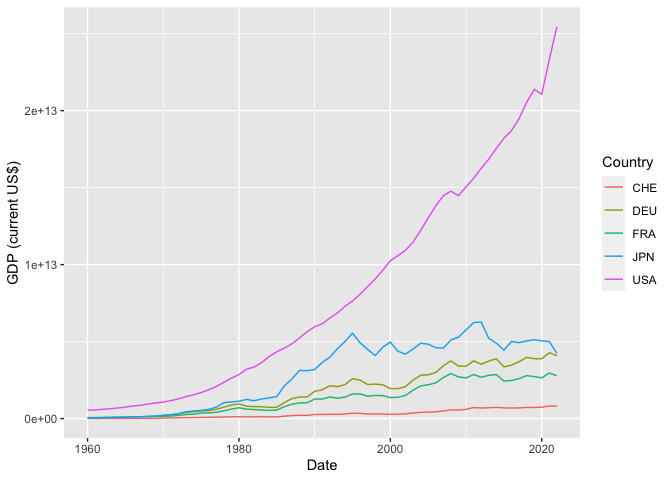 2e+13
1e+13
0e+00
GDP (current US$)
1960
1980
2000
2020
Date
Country
CHE
DEU
FRA
JPN
USA